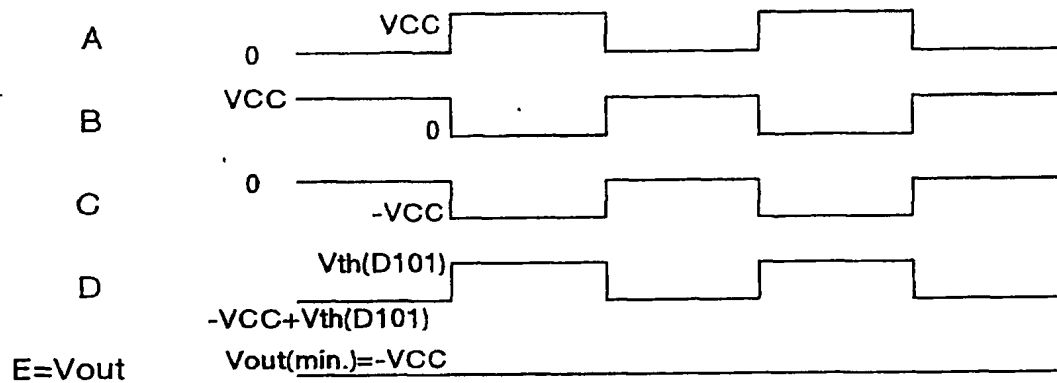 A
VCC
0
B
VCC
0
C
0
-VCC
D
Vth(D101)
-VCC+Vth(D101)
E=Vout
Vout(min.)=-VCC